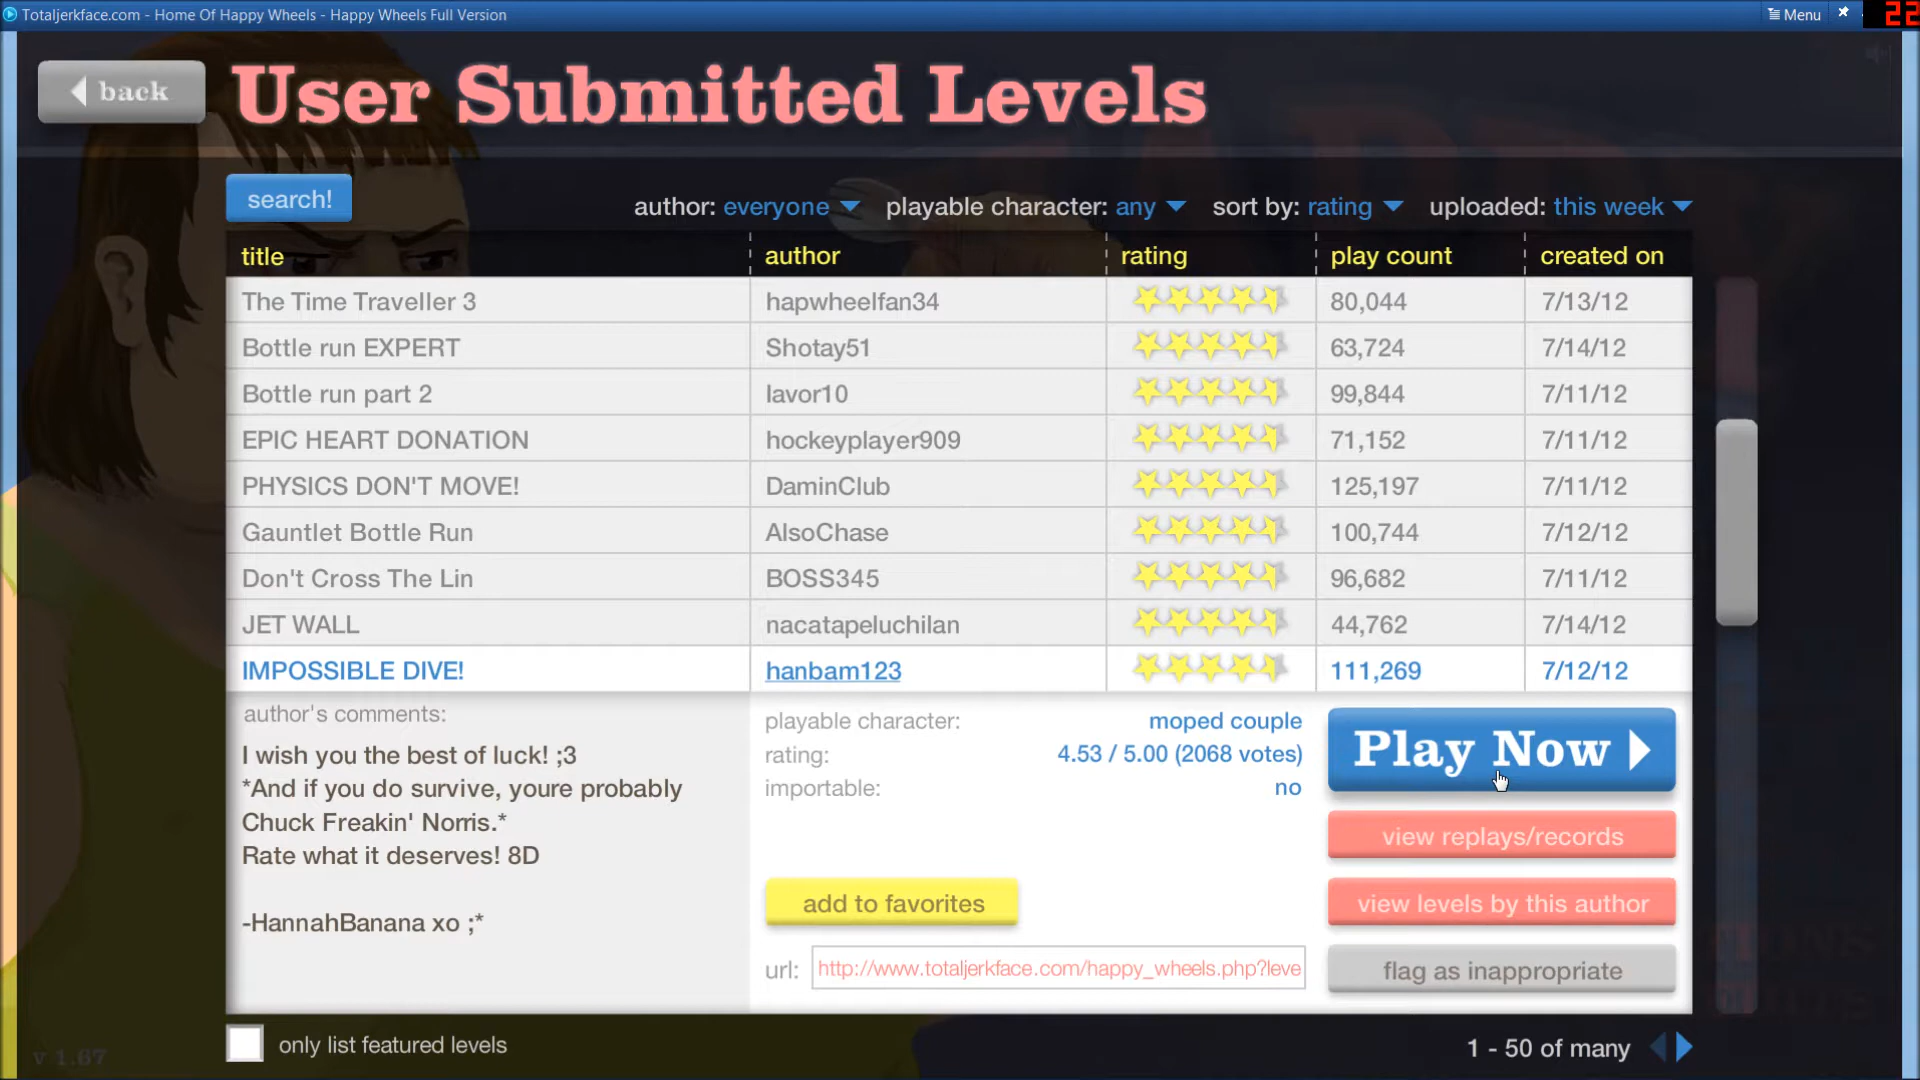 Totaljerkface.com - Home Of Happy Wheels - Happy Wheels Full Version
Menu
22
back
User Submitted Levels
search!
author: everyone playable character: any sort by: rating uploaded: this week
title author rating play count created on
The Time Traveller 3 hapwheelfan34 80,044 7/13/12
Bottle run EXPERT Shotay51 63,724 7/14/12
Bottle run part 2 lavor10 99,844 7/11/12
EPIC HEART DONATION hockeyplayer909 71,152 7/11/12
PHYSICS DON'T MOVE! DaminClub 125,197 7/11/12
Gauntlet Bottle Run AlsoChase 100,744 7/12/12
Don't Cross The Lin BOSS345 96,682 7/11/12
JET WALL nacatapeluchilan 44,762 7/14/12
IMPOSSIBLE DIVE! hanbam123 111,269 7/12/12
author's comments:
I wish you the best of luck! ;3
*And if you do survive, youre probably
Chuck Freakin' Norris.*
Rate what it deserves! 8D
-HannahBanana xo ;*
playable character: moped couple
rating: 4.53 / 5.00 (2068 votes)
importable: no
add to favorites
url: http://www.totaljerkface.com/happy_wheels.php?leve
Play Now
view replays/records
view levels by this author
flag as inappropriate
v 1.67
only list featured levels
1 - 50 of many